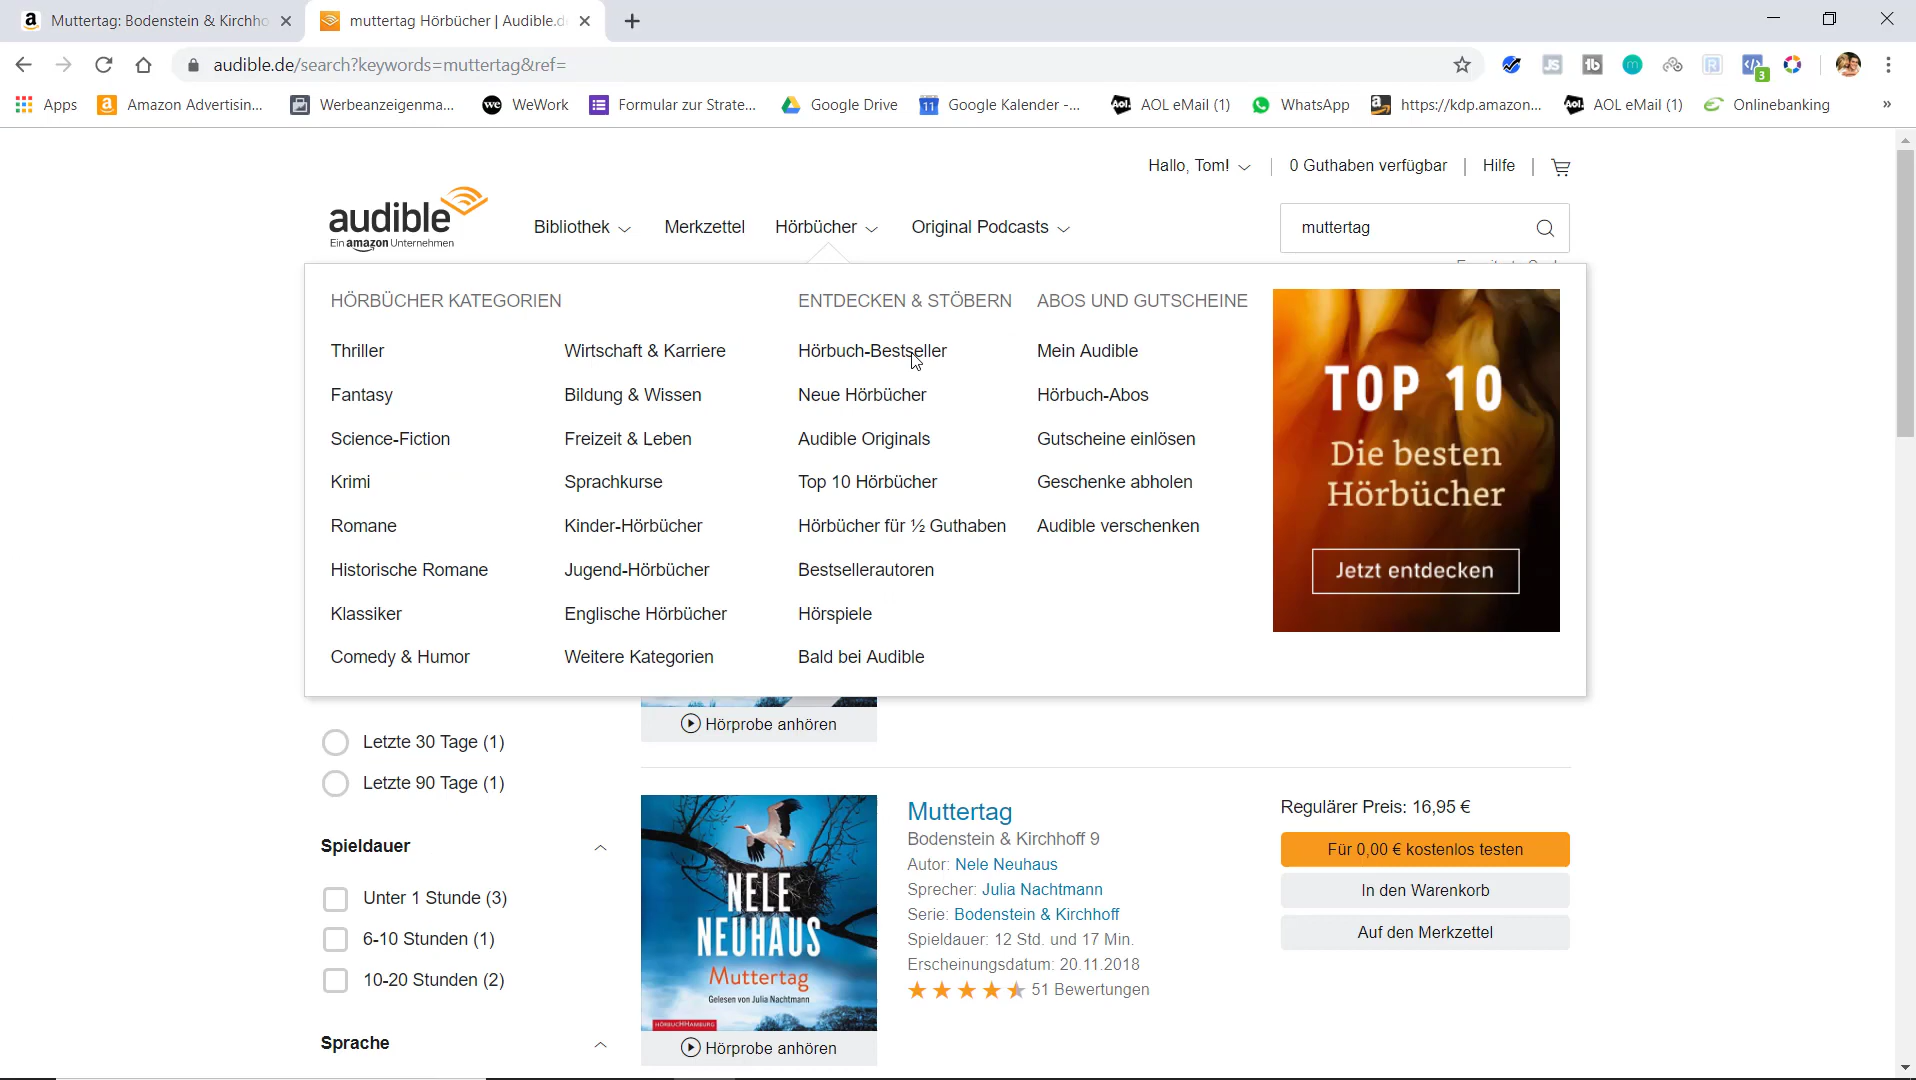 Muttertag: Bodenstein & Kirchho
muttertag Hörbücher | Audible.d
audible.de/search?keywords=muttertag&ref=
Apps
Amazon Advertisin...
Werbeanzeigenma...
WeWork
Formular zur Strate...
Google Drive
Google Kalender -...
AOL eMail (1)
WhatsApp
https://kdp.amazon...
AOL eMail (1)
Onlinebanking
»
Hallo, Tom!
0 Guthaben verfügbar
Hilfe
audible
Ein amazon Unternehmen
Bibliothek
Merkzettel
Hörbücher
Original Podcasts
muttertag
HÖRBÜCHER KATEGORIEN
Thriller
Fantasy
Science-Fiction
Krimi
Romane
Historische Romane
Klassiker
Comedy & Humor
Wirtschaft & Karriere
Bildung & Wissen
Freizeit & Leben
Sprachkurse
Kinder-Hörbücher
Jugend-Hörbücher
Englische Hörbücher
Weitere Kategorien
ENTDECKEN & STÖBERN
Hörbuch-Bestseller
Neue Hörbücher
Audible Originals
Top 10 Hörbücher
Hörbücher für ½ Guthaben
Bestsellerautoren
Hörspiele
Bald bei Audible
ABOS UND GUTSCHEINE
Mein Audible
Hörbuch-Abos
Gutscheine einlösen
Geschenke abholen
Audible verschenken
TOP 10
Die besten
Hörbücher
Jetzt entdecken
Letzte 30 Tage (1)
Letzte 90 Tage (1)
Spieldauer
Unter 1 Stunde (3)
6-10 Stunden (1)
10-20 Stunden (2)
Sprache
Hörprobe anhören
NELE
NEUHAUS
Muttertag
Gelesen von Julia Nachtmann
HÖRBUCHHAMBURG
Hörprobe anhören
Muttertag
Bodenstein & Kirchhoff 9
Autor: Nele Neuhaus
Sprecher: Julia Nachtmann
Serie: Bodenstein & Kirchhoff
Spieldauer: 12 Std. und 17 Min.
Erscheinungsdatum: 20.11.2018
51 Bewertungen
Regulärer Preis: 16,95 €
Für 0,00 € kostenlos testen
In den Warenkorb
Auf den Merkzettel